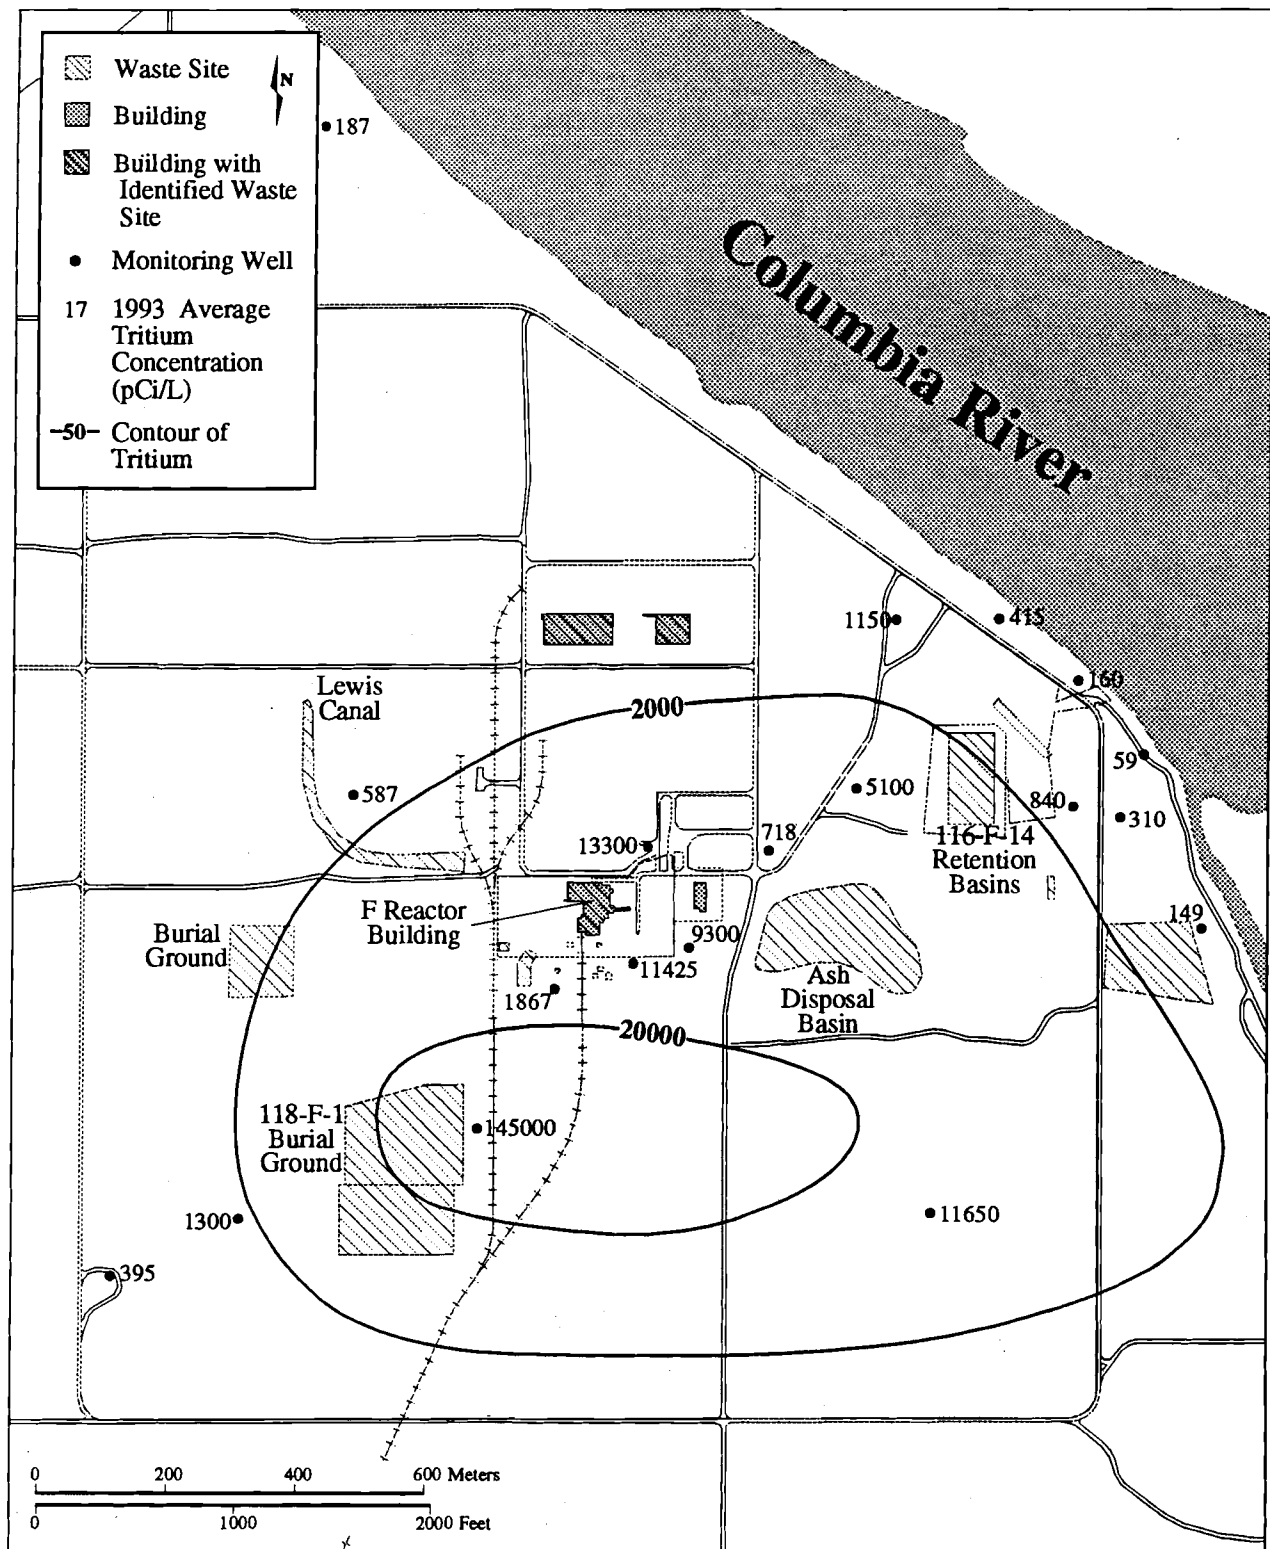 Waste Site
N
Building
Building with
Identified Waste
Site
Monitoring Well
17 1993 Average
Tritium
Concentration
(pCi/L)
-50- Contour of
Tritium
187
Columbia River
1150
415
160
Lewis
Canal
2000
59
587
5100
840
310
13300
718
116-F-14
Retention
Basins
F Reactor
Building
149
Burial
Ground
9300
11425
Ash
Disposal
Basin
1867
20000
118-F-1
Burial
Ground
145000
1300
11650
395
0 200 400 600 Meters
0 1000 2000 Feet